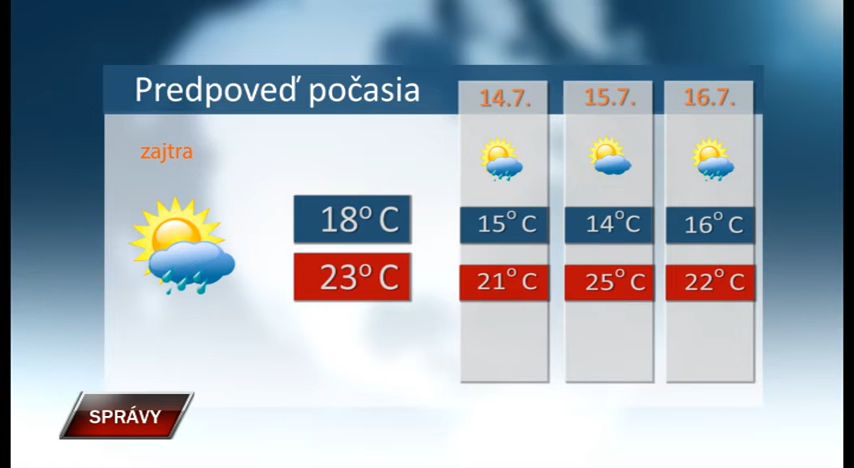 Predpoveď počasia
zajtra
18° C
23° C
14.7.
15° C
21° C
15.7.
14°C
25° C
16.7.
16° C
22° C
SPRÁVY